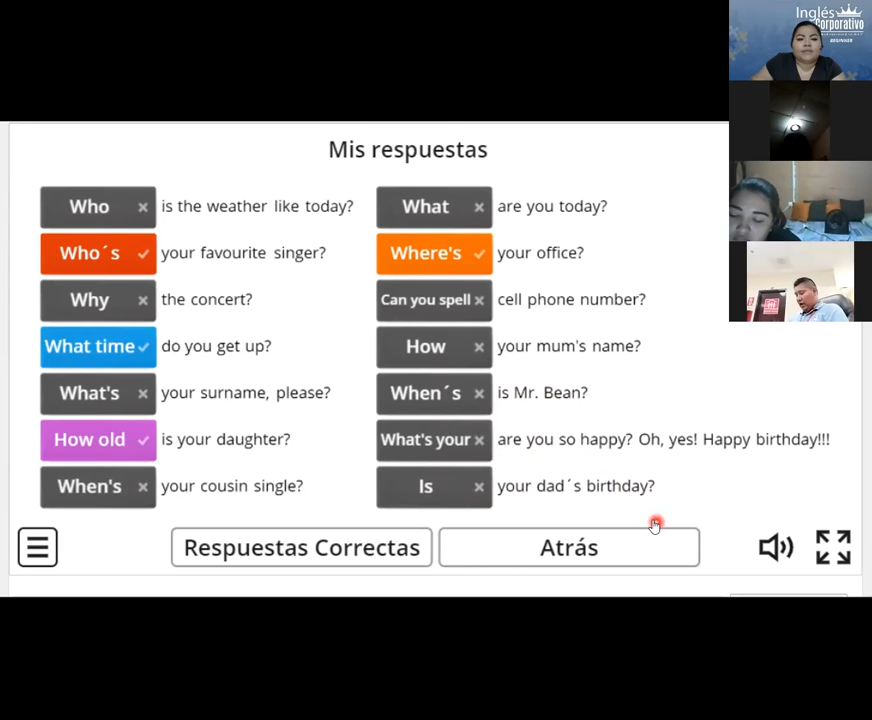 Inglés
Corporativo
BEGINNER
Mis respuestas
Who is the weather like today?
Who´s your favourite singer?
Why the concert?
What time do you get up?
What's your surname, please?
How old is your daughter?
When's your cousin single?
What are you today?
Where's your office?
Can you spell cell phone number?
How your mum's name?
When´s is Mr. Bean?
What's your are you so happy? Oh, yes! Happy birthday!!!
Is your dad´s birthday?
Respuestas Correctas
Atrás